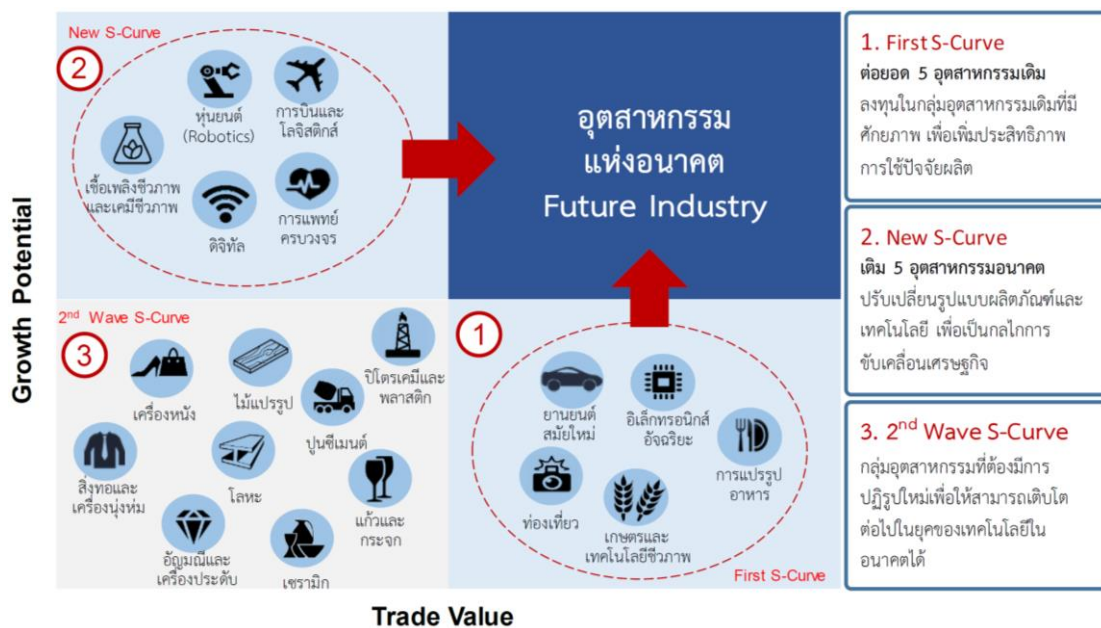 New S-Curve
2
หุ่นยนต์
(Robotics)
การบินและ
โลจิสติกส์
เชื้อเพลิงชีวภาพ
และเคมีชีวภาพ
ดิจิทัล
การแพทย์
ครบวงจร
อุตสาหกรรม
แห่งอนาคต
Future Industry
Growth Potential
2nd Wave S-Curve
3
เครื่องหนัง
ไม้แปรรูป
ปิโตรเคมีและ
พลาสติก
ปูนซีเมนต์
สิ่งทอและ
เครื่องนุ่งห่ม
โลหะ
แก้วและ
กระจก
อัญมณีและ
เครื่องประดับ
เซรามิก
1
ยานยนต์
สมัยใหม่
อิเล็กทรอนิกส์
อัจฉริยะ
การแปรรูป
อาหาร
ท่องเที่ยว
เกษตรและ
เทคโนโลยีชีวภาพ
First S-Curve
Trade Value
1. First S-Curve
ต่อยอด 5 อุตสาหกรรมเดิม
ลงทุนในกลุ่มอุตสาหกรรมเดิมที่มี
ศักยภาพ เพื่อเพิ่มประสิทธิภาพ
การใช้ปัจจัยผลิต
2. New S-Curve
เติม 5 อุตสาหกรรมอนาคต
ปรับเปลี่ยนรูปแบบผลิตภัณฑ์และ
เทคโนโลยี เพื่อเป็นกลไกการ
ขับเคลื่อนเศรษฐกิจ
3. 2nd Wave S-Curve
กลุ่มอุตสาหกรรมที่ต้องมีการ
ปฏิรูปใหม่เพื่อให้สามารถเติบโต
ต่อไปในยุคของเทคโนโลยีใน
อนาคตได้